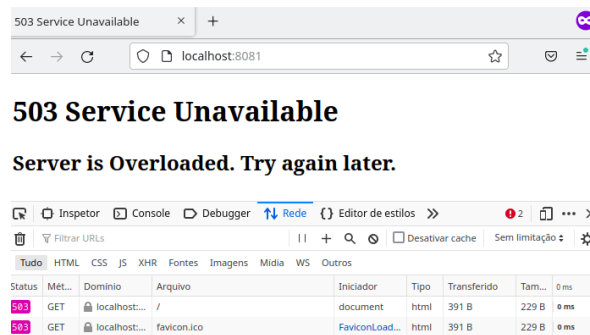 503 Service Unavailable
localhost:8081
503 Service Unavailable
Server is Overloaded. Try again later.
Inspetor Console Debugger Rede Editor de estilos 2
Filtrar URLs Desativar cache Sem limitação
Tudo HTML CSS JS XHR Fontes Imagens Mídia WS Outros
Status Mét... Domínio Arquivo Iniciador Tipo Transferido Tam... 0 ms
503 GET localhost:... / document html 391 B 229 B 0 ms
503 GET localhost:... favicon.ico FaviconLoad... html 391 B 229 B 0 ms